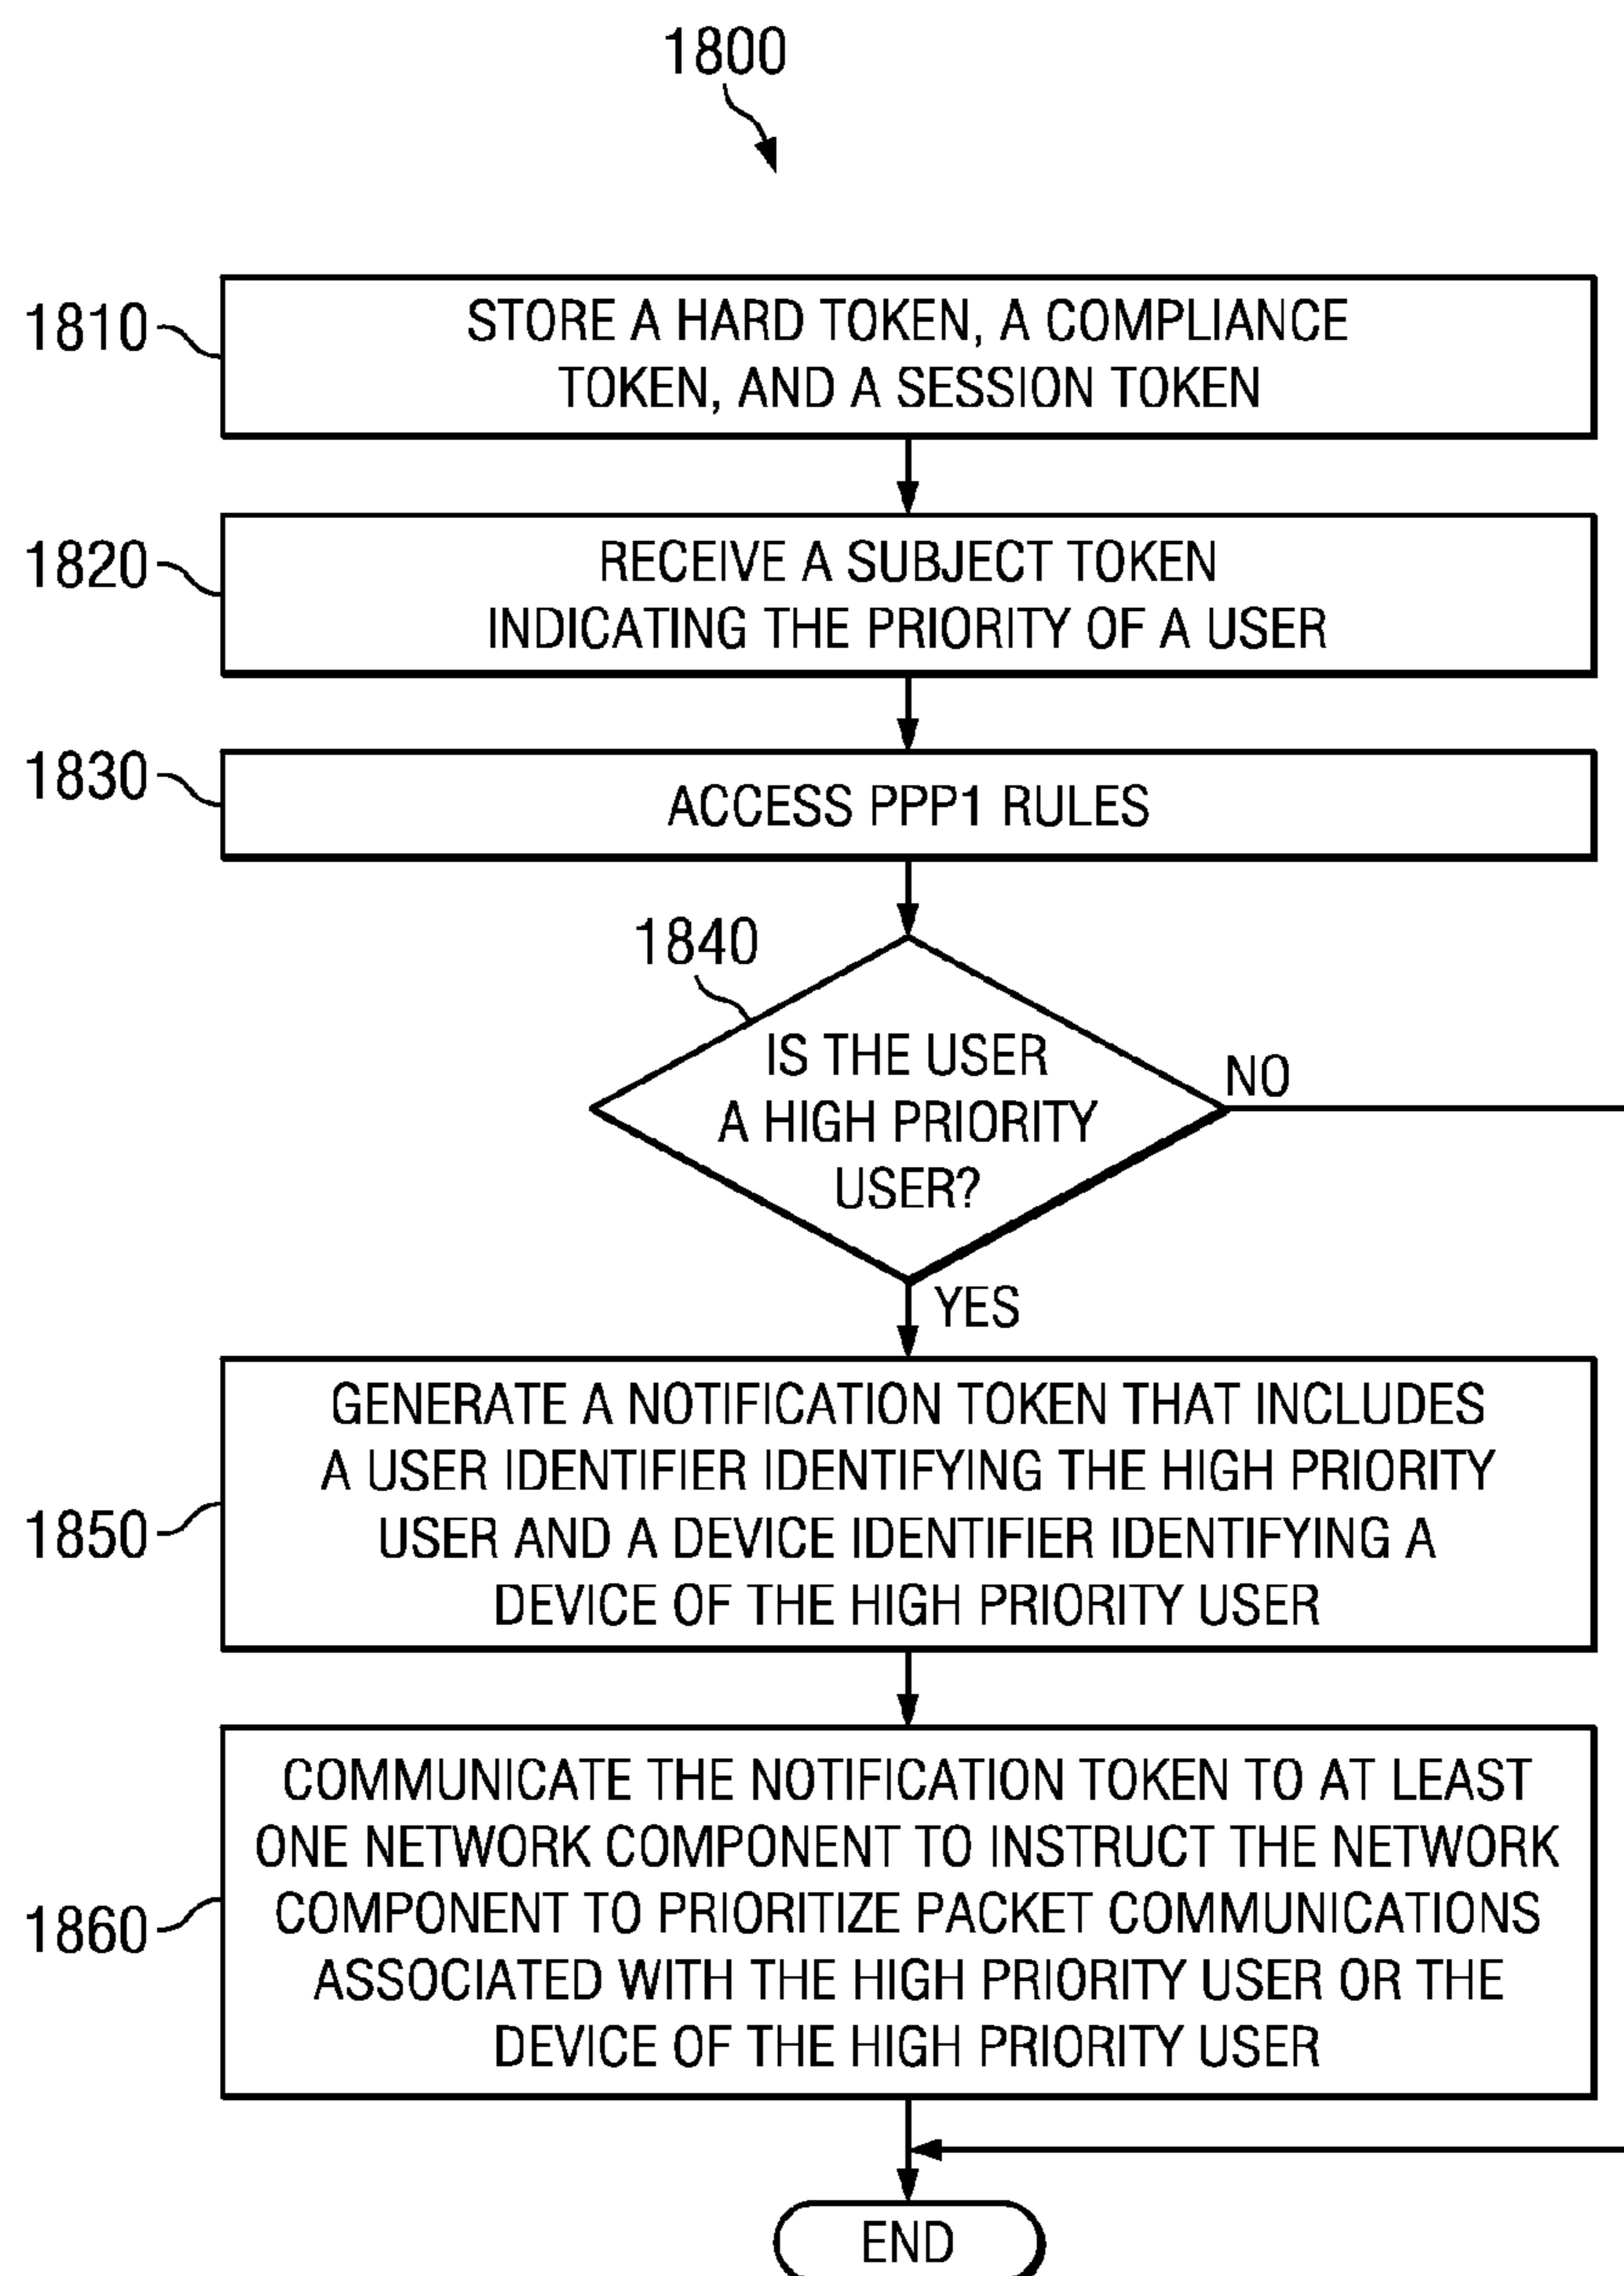 1800
1810
STORE A HARD TOKEN, A COMPLIANCE
TOKEN, AND A SESSION TOKEN
1820
RECEIVE A SUBJECT TOKEN
INDICATING THE PRIORITY OF A USER
1830
ACCESS PPP1 RULES
1840
IS THE USER
A HIGH PRIORITY
USER?
NO
YES
1850
GENERATE A NOTIFICATION TOKEN THAT INCLUDES
A USER IDENTIFIER IDENTIFYING THE HIGH PRIORITY
USER AND A DEVICE IDENTIFIER IDENTIFYING A
DEVICE OF THE HIGH PRIORITY USER
1860
COMMUNICATE THE NOTIFICATION TOKEN TO AT LEAST
ONE NETWORK COMPONENT TO INSTRUCT THE NETWORK
COMPONENT TO PRIORITIZE PACKET COMMUNICATIONS
ASSOCIATED WITH THE HIGH PRIORITY USER OR THE
DEVICE OF THE HIGH PRIORITY USER
END